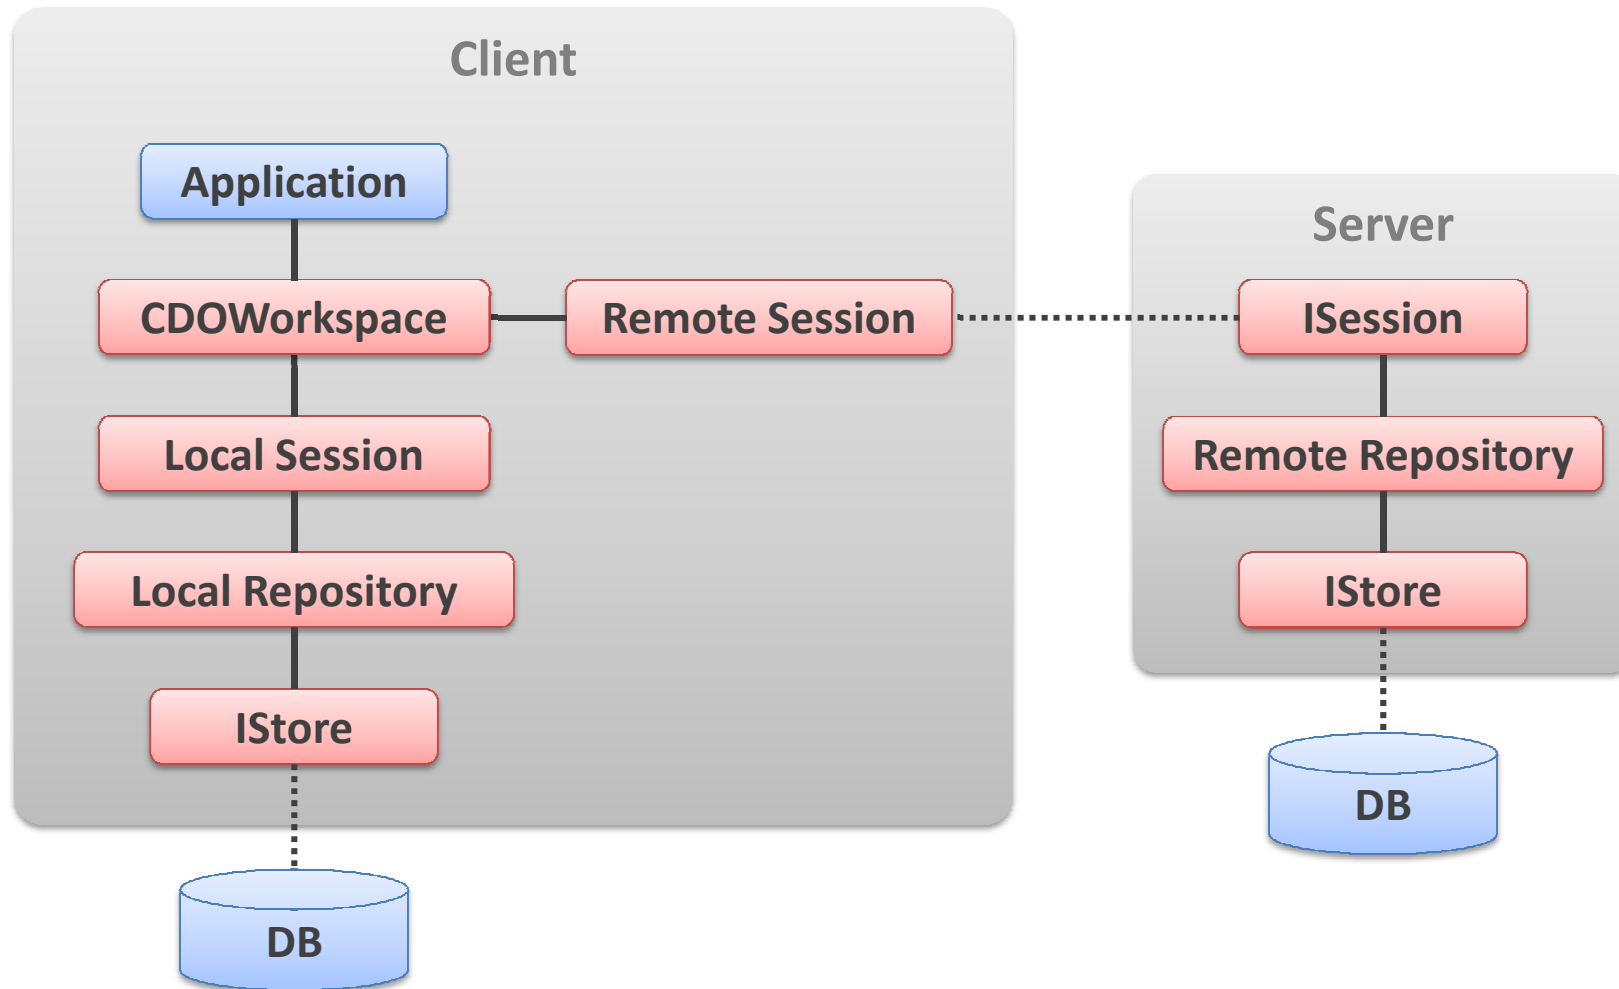 Client
Application
CDOWorkspace
Remote Session
Local Session
Local Repository
IStore
DB
Server
ISession
Remote Repository
IStore
DB